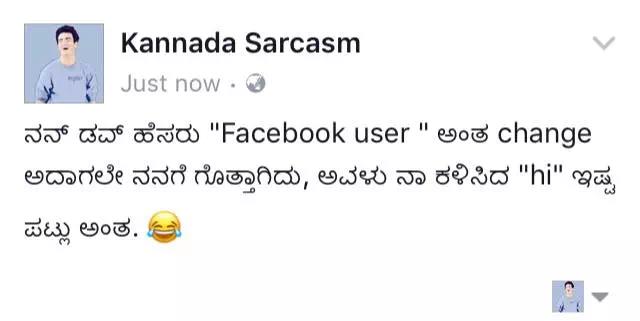 Kannada Sarcasm
Just now ·
ನನ್ ಡವ್ ಹೆಸರು "Facebook user " ಅಂತ change
ಅದಾಗಲೇ ನನಗೆ ಗೊತ್ತಾಗಿದು, ಅವಳು ನಾ ಕಳಿಸಿದ "hi" ಇಷ್ಟ
ಪಟ್ಲು ಅಂತ. 😂